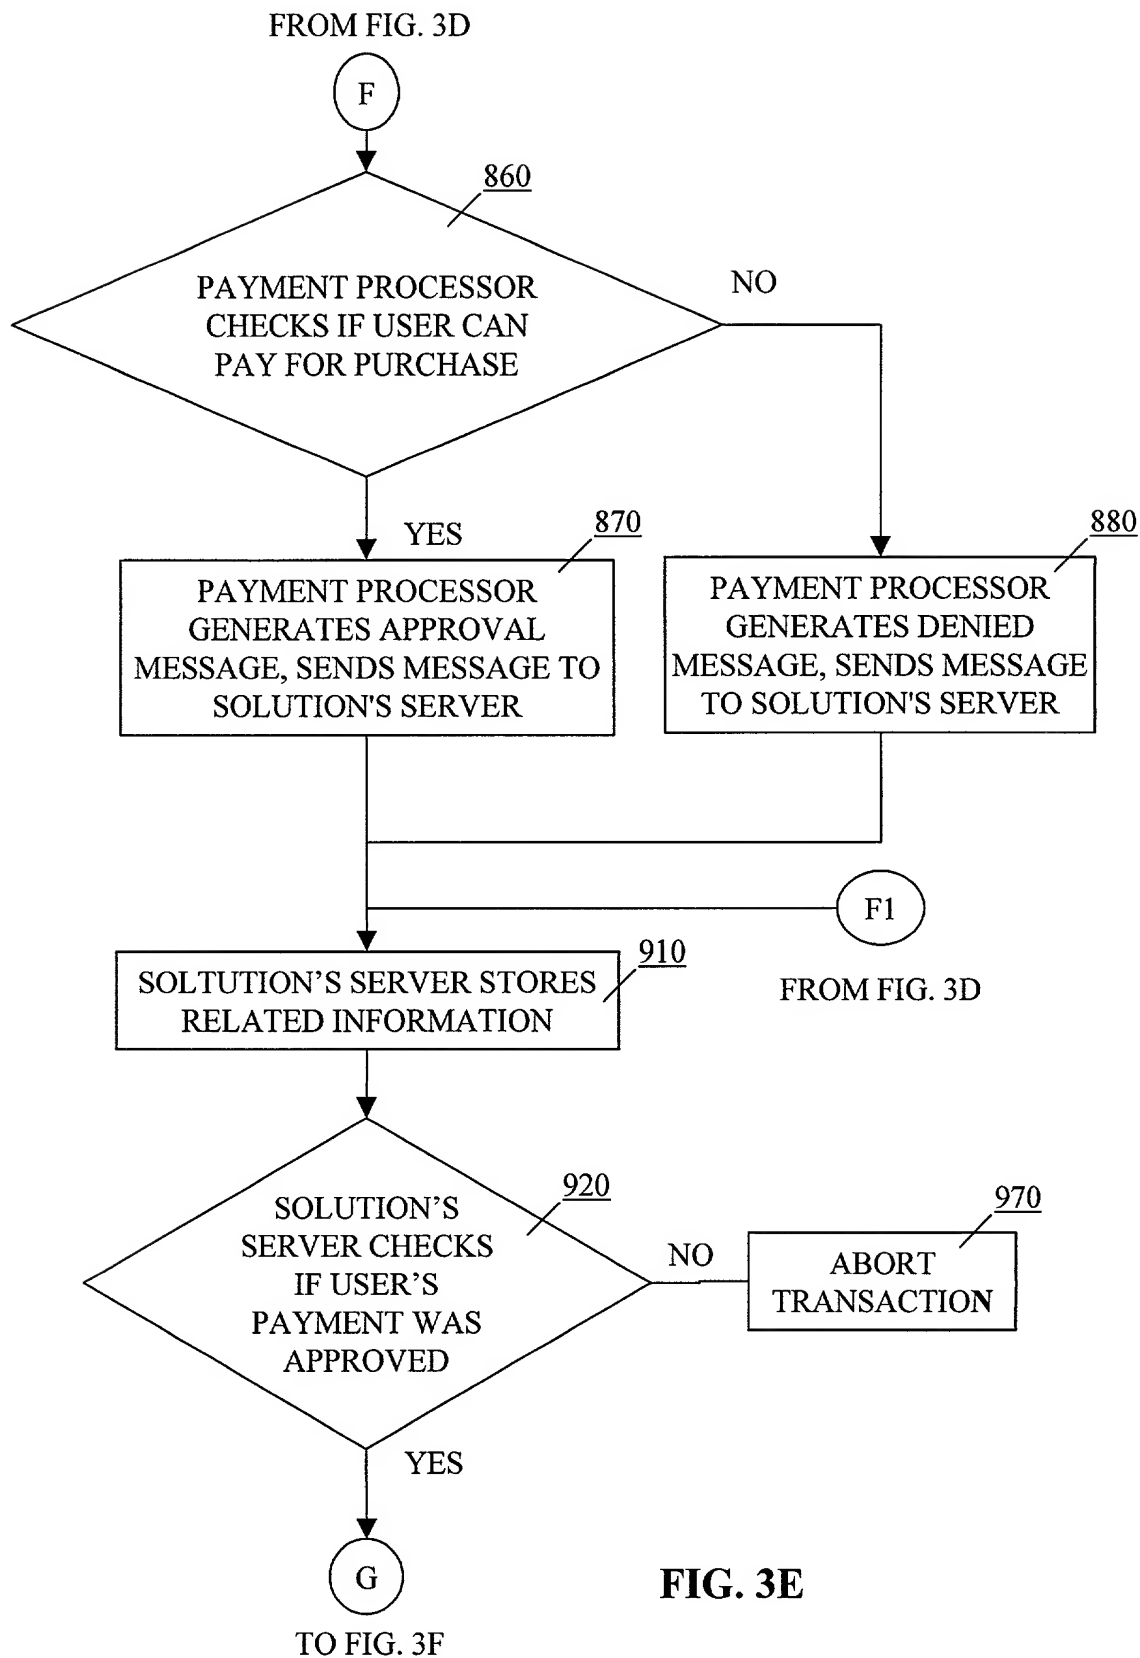 FROM FIG. 3D
F
860
PAYMENT PROCESSOR
CHECKS IF USER CAN
PAY FOR PURCHASE
NO
YES
870
PAYMENT PROCESSOR
GENERATES APPROVAL
MESSAGE, SENDS MESSAGE TO
SOLUTION'S SERVER
880
PAYMENT PROCESSOR
GENERATES DENIED
MESSAGE, SENDS MESSAGE
TO SOLUTION'S SERVER
F1
FROM FIG. 3D
910
SOLTUTION’S SERVER STORES
RELATED INFORMATION
920
SOLUTION’S
SERVER CHECKS
IF USER’S
PAYMENT WAS
APPROVED
NO
970
ABORT
TRANSACTION
YES
G
TO FIG. 3F
FIG. 3E